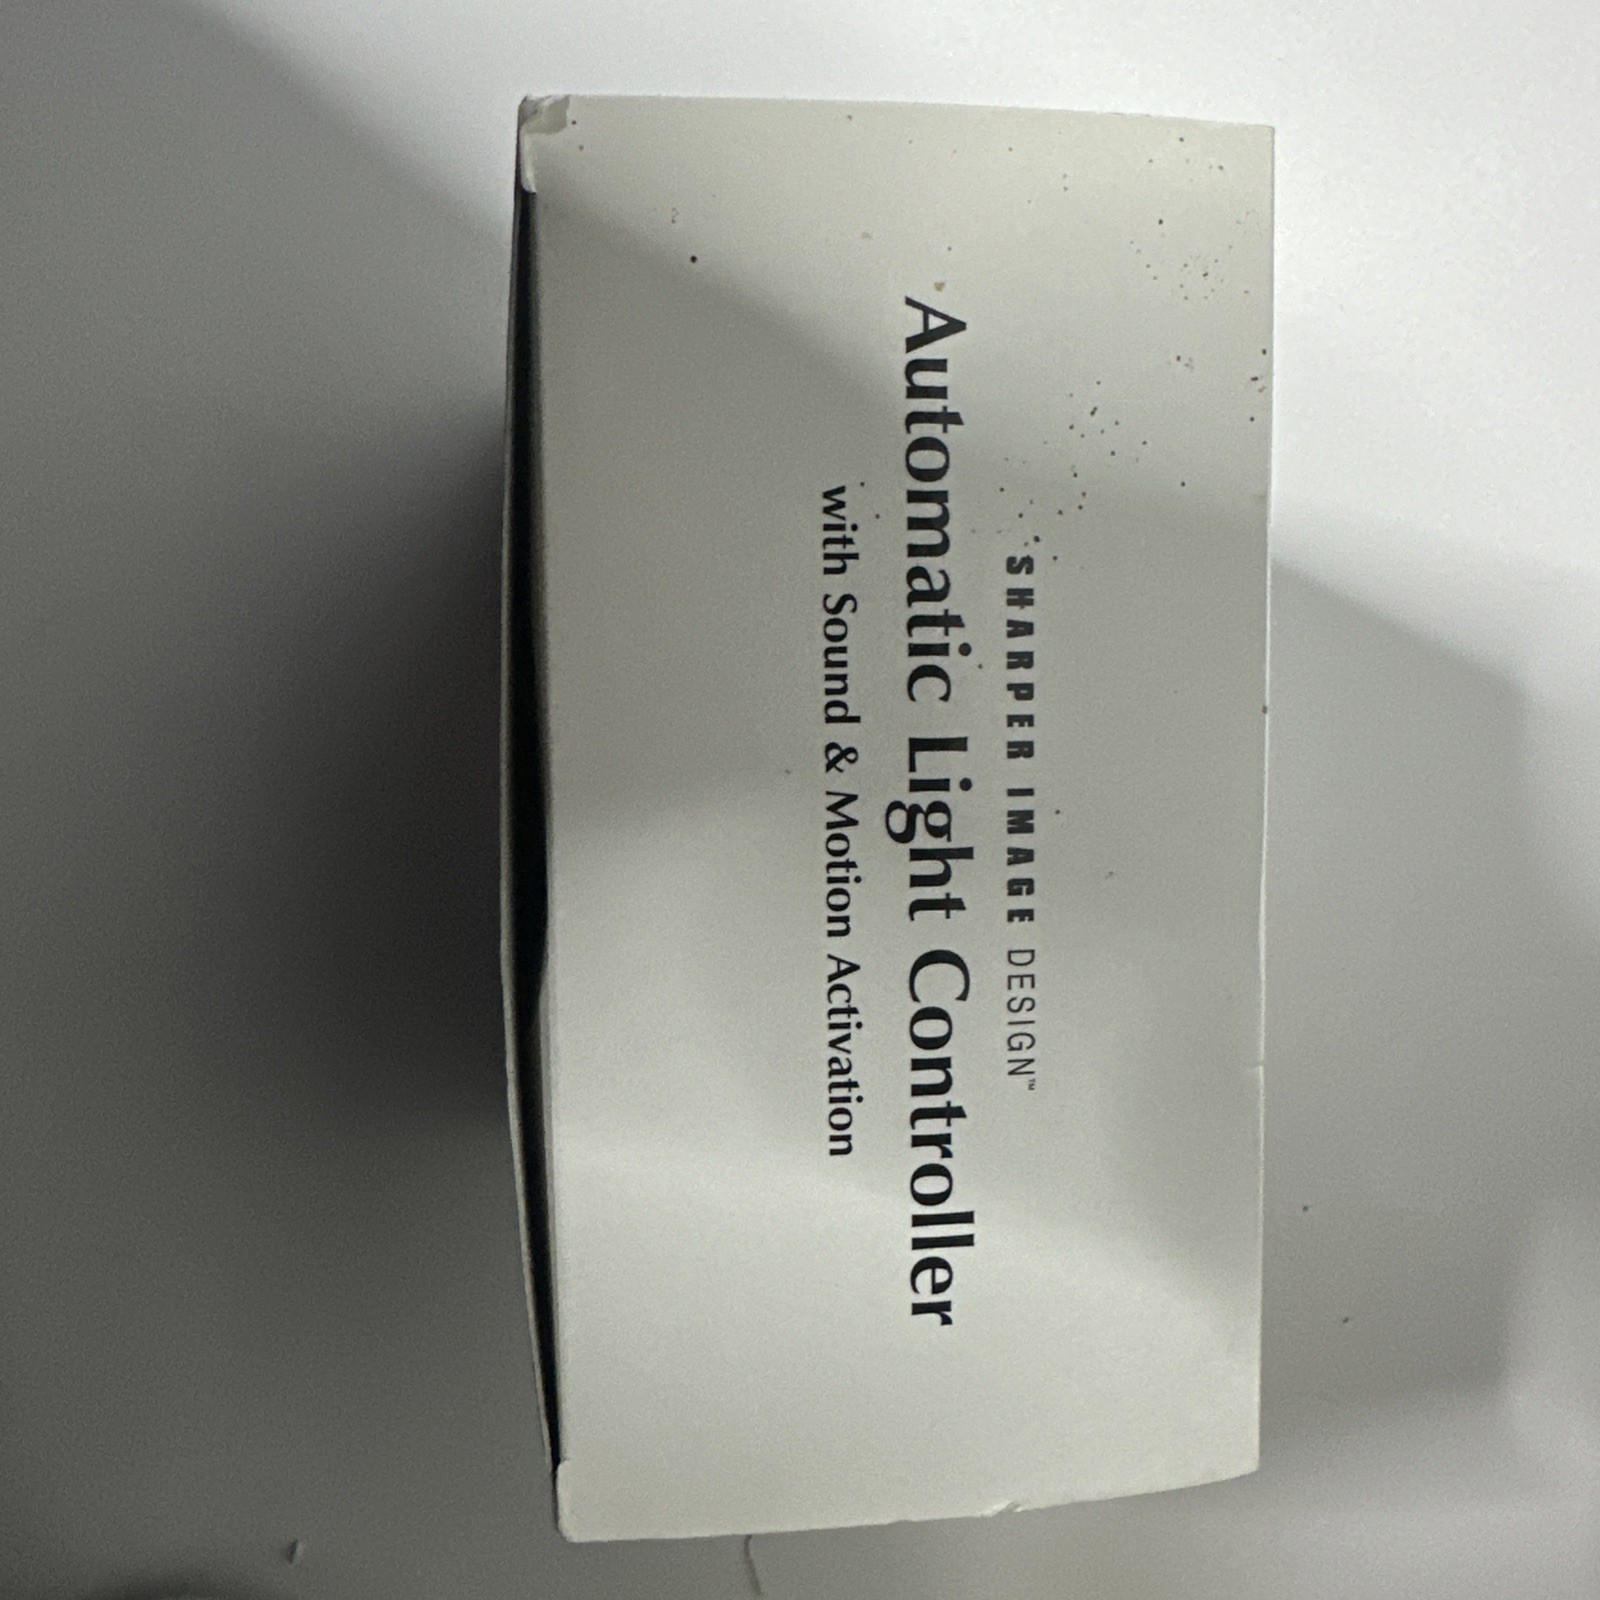 SHARPER IMAGE DESIGN™
Automatic Light Controller
with Sound & Motion Activation